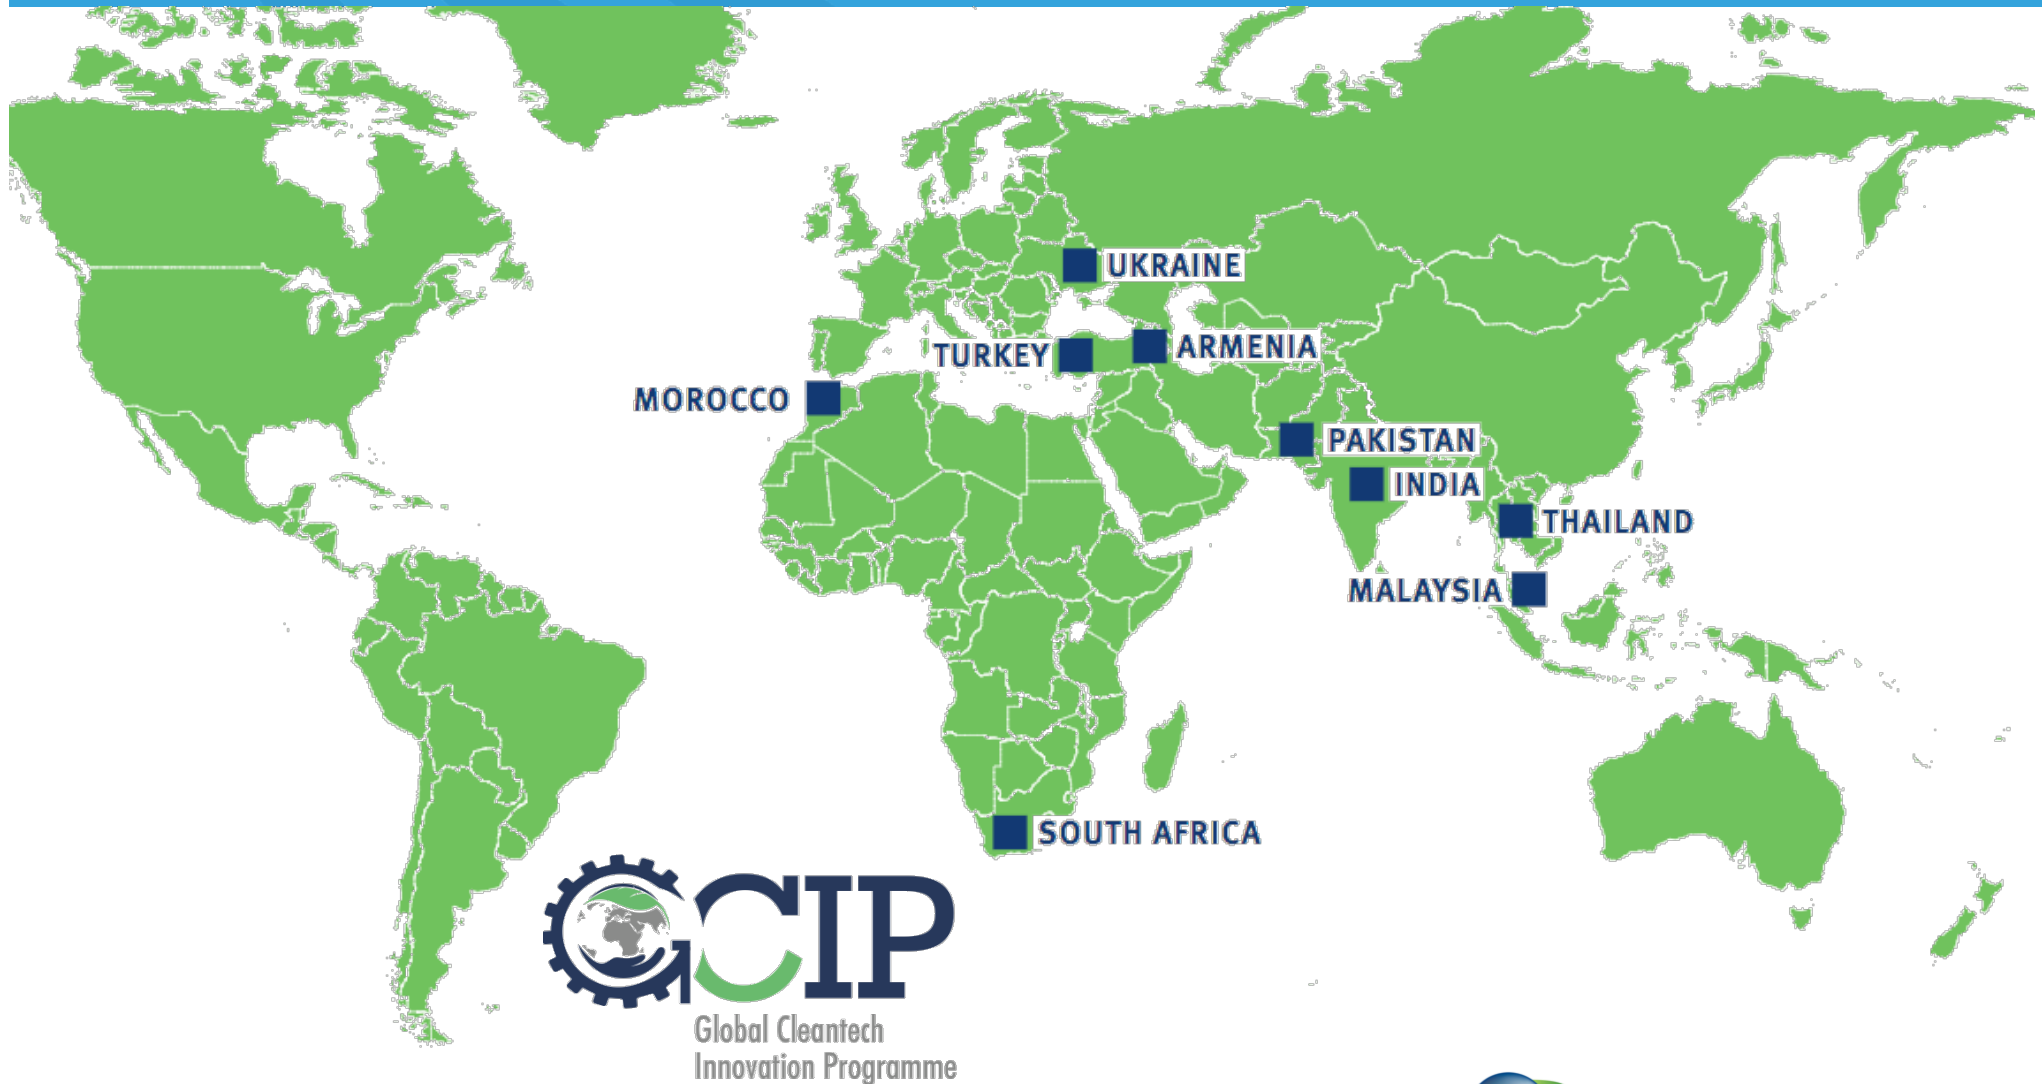 UKRAINE
TURKEY
ARMENIA
MOROCCO
PAKISTAN
INDIA
THAILAND
MALAYSIA
SOUTH AFRICA
GCIP
Global Cleantech
Innovation Programme